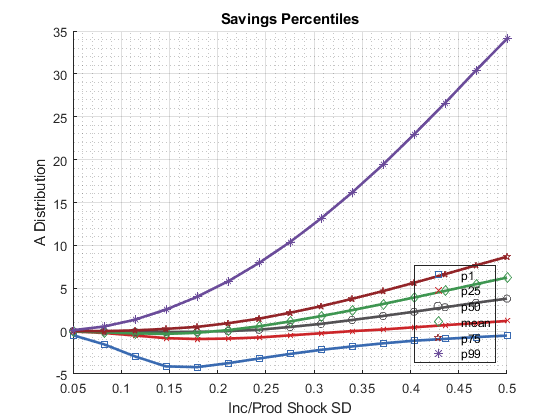 Savings Percentiles
A Distribution
35
30
25
20
15
10
5
0
-5
0.05 0.1 0.15 0.2 0.25 0.3 0.35 0.4 0.45 0.5
Inc/Prod Shock SD
p1
p25
p50
mean
p75
p99